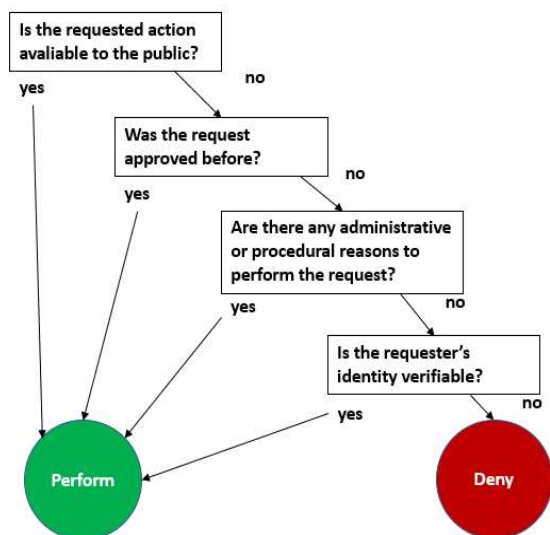 Is the requested action
avaliable to the public?
yes
no
Was the request
approved before?
yes
no
Are there any administrative
or procedural reasons to
perform the request?
yes
no
Is the requester's
identity verifiable?
yes
no
Perform
Deny